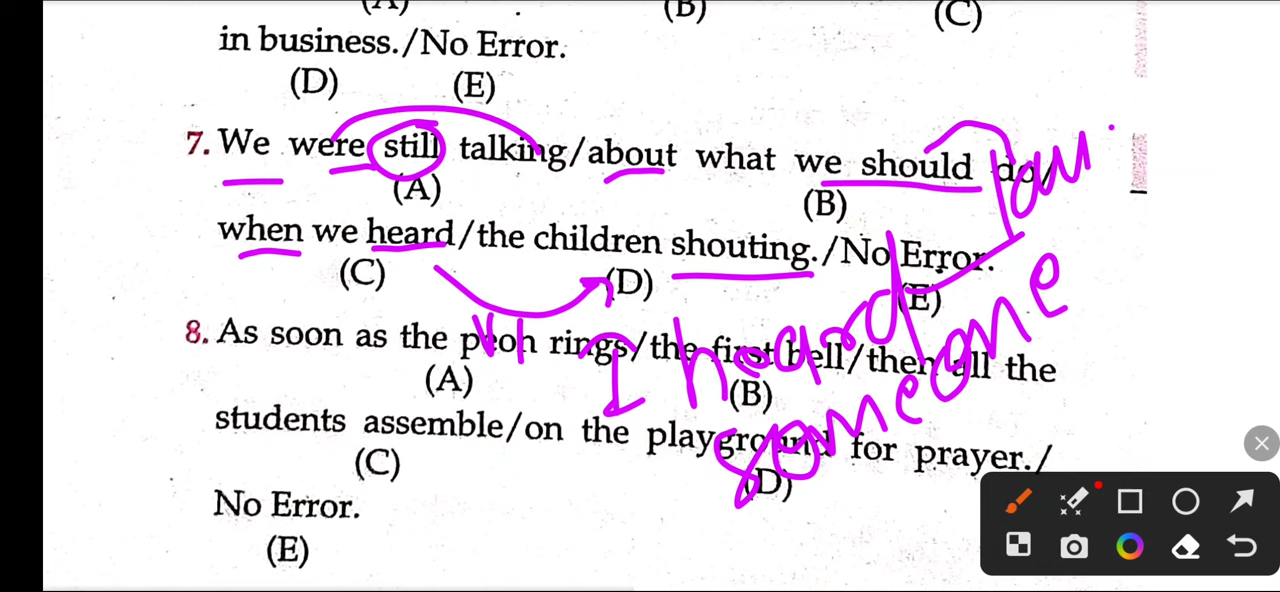 (A) (B) (C)
in business./No Error.
(D) (E)
7. We were still talking/about what we should do/
(A) (B)
when we heard/the children shouting./No Error.
(C) (D) (E)
8. As soon as the peon rings/the first bell/then all the
(A) (B)
students assemble/on the playground for prayer./
(C) (D)
No Error.
(E)
I heard
someone